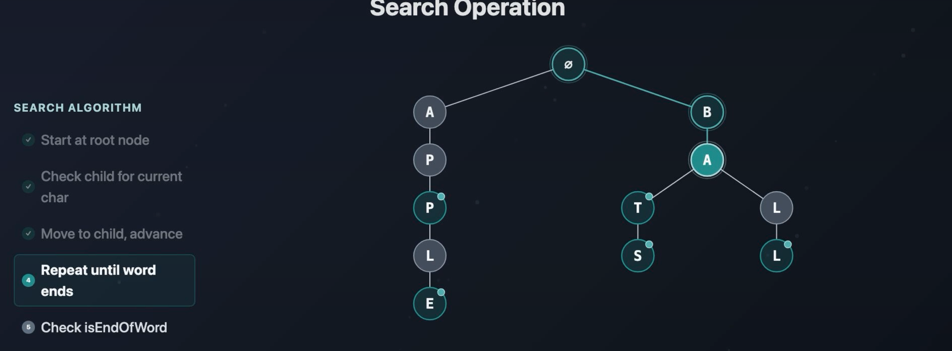 Search Operation
SEARCH ALGORITHM
Start at root node
Check child for current
char
Move to child, advance
4 Repeat until word
ends
5 Check isEndOfWord
ø
A B
P A
P T L
L S L
E